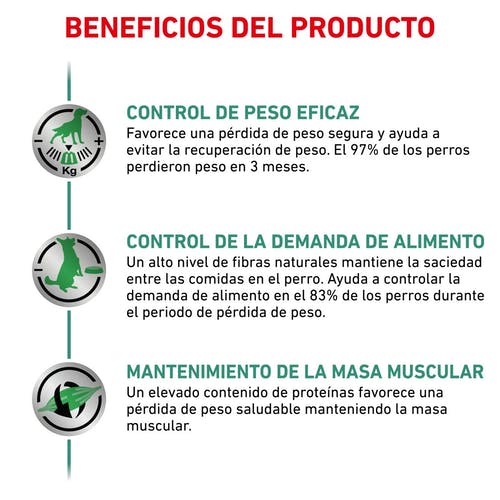 BENEFICIOS DEL PRODUCTO
CONTROL DE PESO EFICAZ
Favorece una pérdida de peso segura y ayuda a
evitar la recuperación de peso. El 97% de los perros
perdieron peso en 3 meses.
- +
Kg
CONTROL DE LA DEMANDA DE ALIMENTO
Un alto nivel de fibras naturales mantiene la saciedad
entre las comidas en el perro. Ayuda a controlar la
demanda de alimento en el 83% de los perros durante
el periodo de pérdida de peso.
MANTENIMIENTO DE LA MASA MUSCULAR
Un elevado contenido de proteínas favorece una
pérdida de peso saludable manteniendo la masa
muscular.